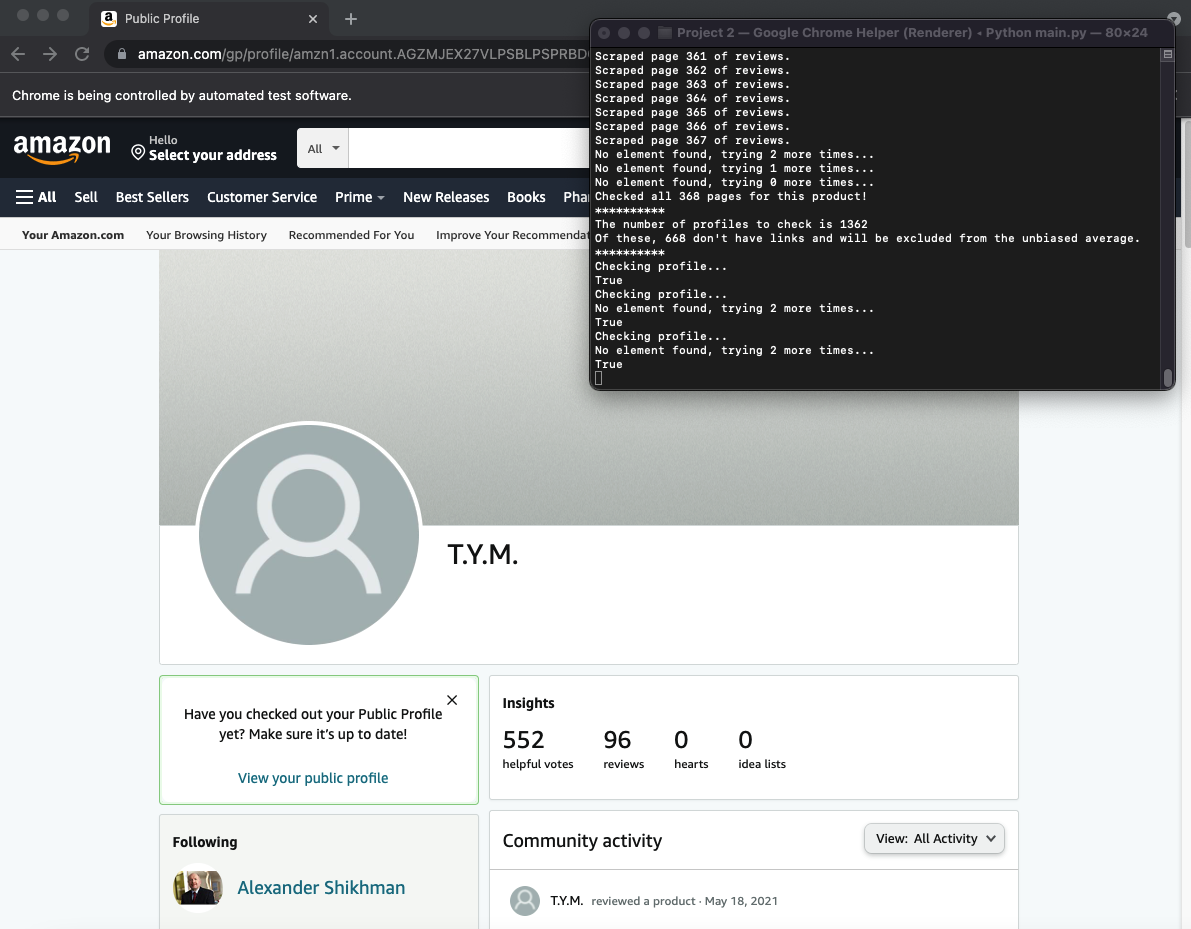 Public Profile
amazon.com/gp/profile/amzn1.account.AGZMJEX27VLPSBLPSPRBD
Chrome is being controlled by automated test software.
amazon
Hello
Select your address
All
All
Sell
Best Sellers
Customer Service
Prime
New Releases
Books
Pha
Your Amazon.com
Your Browsing History
Recommended For You
Improve Your Recommendat
Project 2 — Google Chrome Helper (Renderer) • Python main.py — 80×24
Scraped page 361 of reviews.
Scraped page 362 of reviews.
Scraped page 363 of reviews.
Scraped page 364 of reviews.
Scraped page 365 of reviews.
Scraped page 366 of reviews.
Scraped page 367 of reviews.
No element found, trying 2 more times...
No element found, trying 1 more times...
No element found, trying 0 more times...
Checked all 368 pages for this product!
**********
The number of profiles to check is 1362
Of these, 668 don't have links and will be excluded from the unbiased average.
**********
Checking profile...
True
Checking profile...
No element found, trying 2 more times...
True
Checking profile...
No element found, trying 2 more times...
True
T.Y.M.
Have you checked out your Public Profile
yet? Make sure it's up to date!
View your public profile
Insights
552
helpful votes
96
reviews
0
hearts
0
idea lists
Following
Alexander Shikhman
Community activity
View: All Activity
T.Y.M. reviewed a product · May 18, 2021